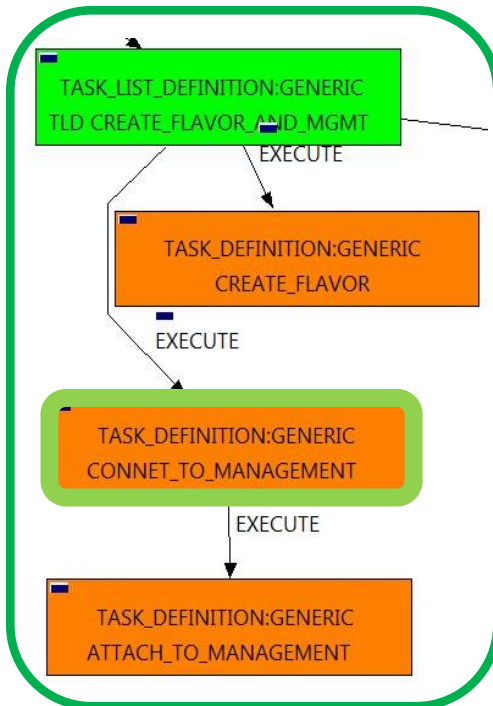 TASK_LIST_DEFINITION:GENERIC
TLD CREATE_FLAVOR_AND_MGMT
EXECUTE
TASK_DEFINITION:GENERIC
CREATE_FLAVOR
EXECUTE
TASK_DEFINITION:GENERIC
CONNET_TO_MANAGEMENT
EXECUTE
TASK_DEFINITION:GENERIC
ATTACH_TO_MANAGEMENT